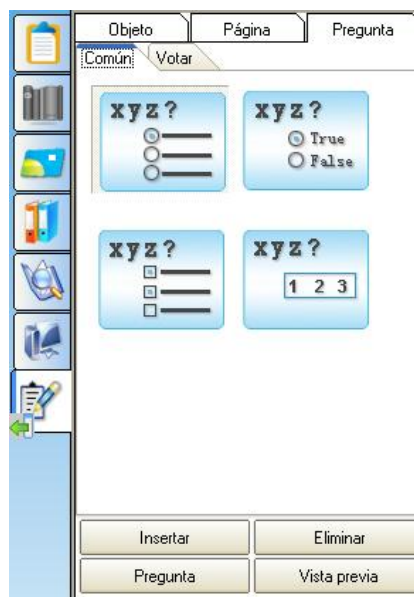 Objeto Página Pregunta
Común Votar
xyz? xyz?
True
False
xyz? xyz?
1 2 3
Insertar Eliminar
Pregunta Vista previa